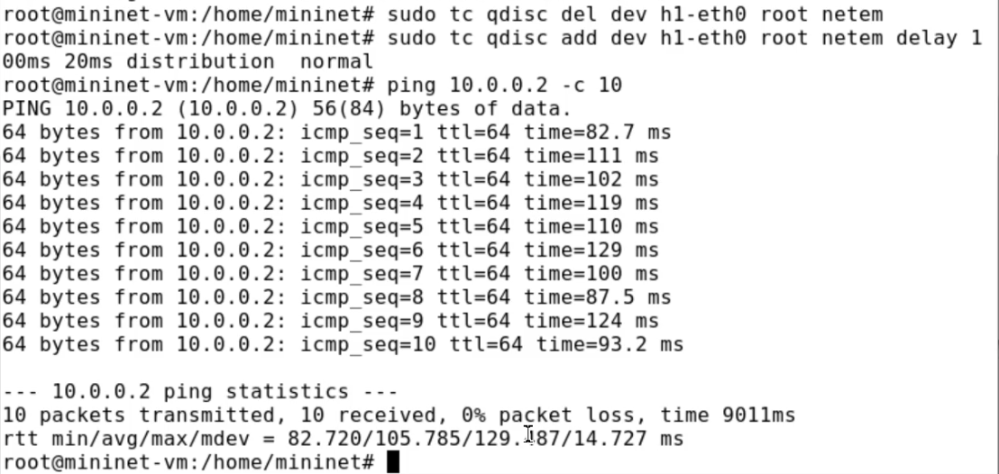 root@mininet-vm:/home/mininet# sudo tc qdisc del dev h1-eth0 root netem
root@mininet-vm:/home/mininet# sudo tc qdisc add dev h1-eth0 root netem delay 1
00ms 20ms distribution  normal
root@mininet-vm:/home/mininet# ping 10.0.0.2 -c 10
PING 10.0.0.2 (10.0.0.2) 56(84) bytes of data.
64 bytes from 10.0.0.2: icmp_seq=1 ttl=64 time=82.7 ms
64 bytes from 10.0.0.2: icmp_seq=2 ttl=64 time=111 ms
64 bytes from 10.0.0.2: icmp_seq=3 ttl=64 time=102 ms
64 bytes from 10.0.0.2: icmp_seq=4 ttl=64 time=119 ms
64 bytes from 10.0.0.2: icmp_seq=5 ttl=64 time=110 ms
64 bytes from 10.0.0.2: icmp_seq=6 ttl=64 time=129 ms
64 bytes from 10.0.0.2: icmp_seq=7 ttl=64 time=100 ms
64 bytes from 10.0.0.2: icmp_seq=8 ttl=64 time=87.5 ms
64 bytes from 10.0.0.2: icmp_seq=9 ttl=64 time=124 ms
64 bytes from 10.0.0.2: icmp_seq=10 ttl=64 time=93.2 ms

--- 10.0.0.2 ping statistics ---
10 packets transmitted, 10 received, 0% packet loss, time 9011ms
rtt min/avg/max/mdev = ms
root@mininet-vm:/home/mininet#